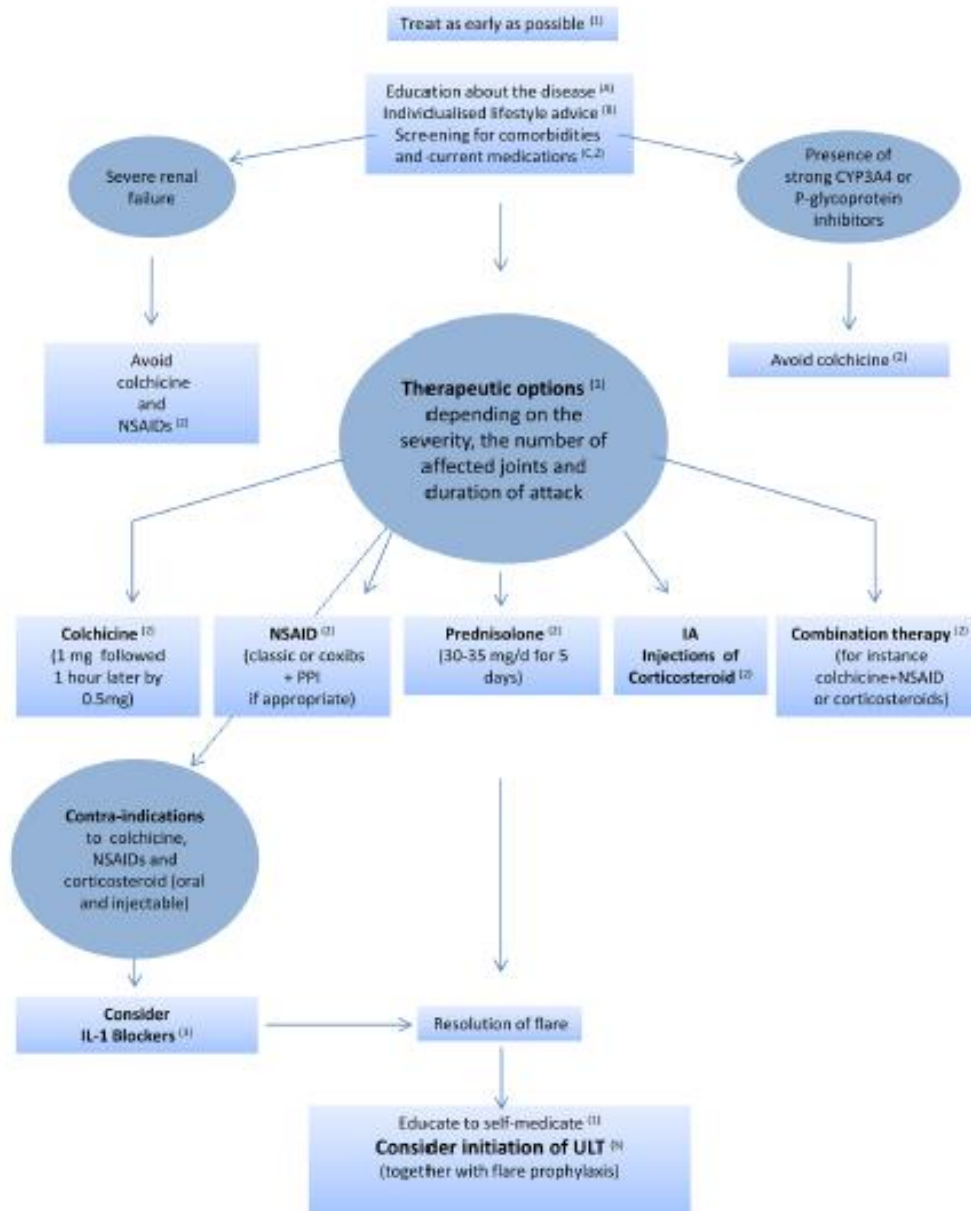 Treat as early as possible (1)
Education about the disease (A)
Individualised lifestyle advice (B)
Screening for comorbidities
and current medications (C,2)
Severe renal
failure
Presence of
strong CYP3A4 or
P-glycoprotein
inhibitors
Avoid
colchicine
and
NSAIDs (2)
Avoid colchicine (2)
Therapeutic options (1)
depending on the
severity, the number of
affected joints and
duration of attack
Colchicine (2)
(1 mg followed
1 hour later by
0.5mg)
NSAID (2)
(classic or coxibs
+ PPI
if appropriate)
Prednisolone (2)
(30-35 mg/d for 5
days)
IA
Injections of
Corticosteroid (2)
Combination therapy (2)
(for instance
colchicine+NSAID
or corticosteroids)
Contra-indications
to colchicine,
NSAIDs and
corticosteroid (oral
and injectable)
Consider
IL-1 Blockers (3)
Resolution of flare
Educate to self-medicate (1)
Consider initiation of ULT (5)
(together with flare prophylaxis)